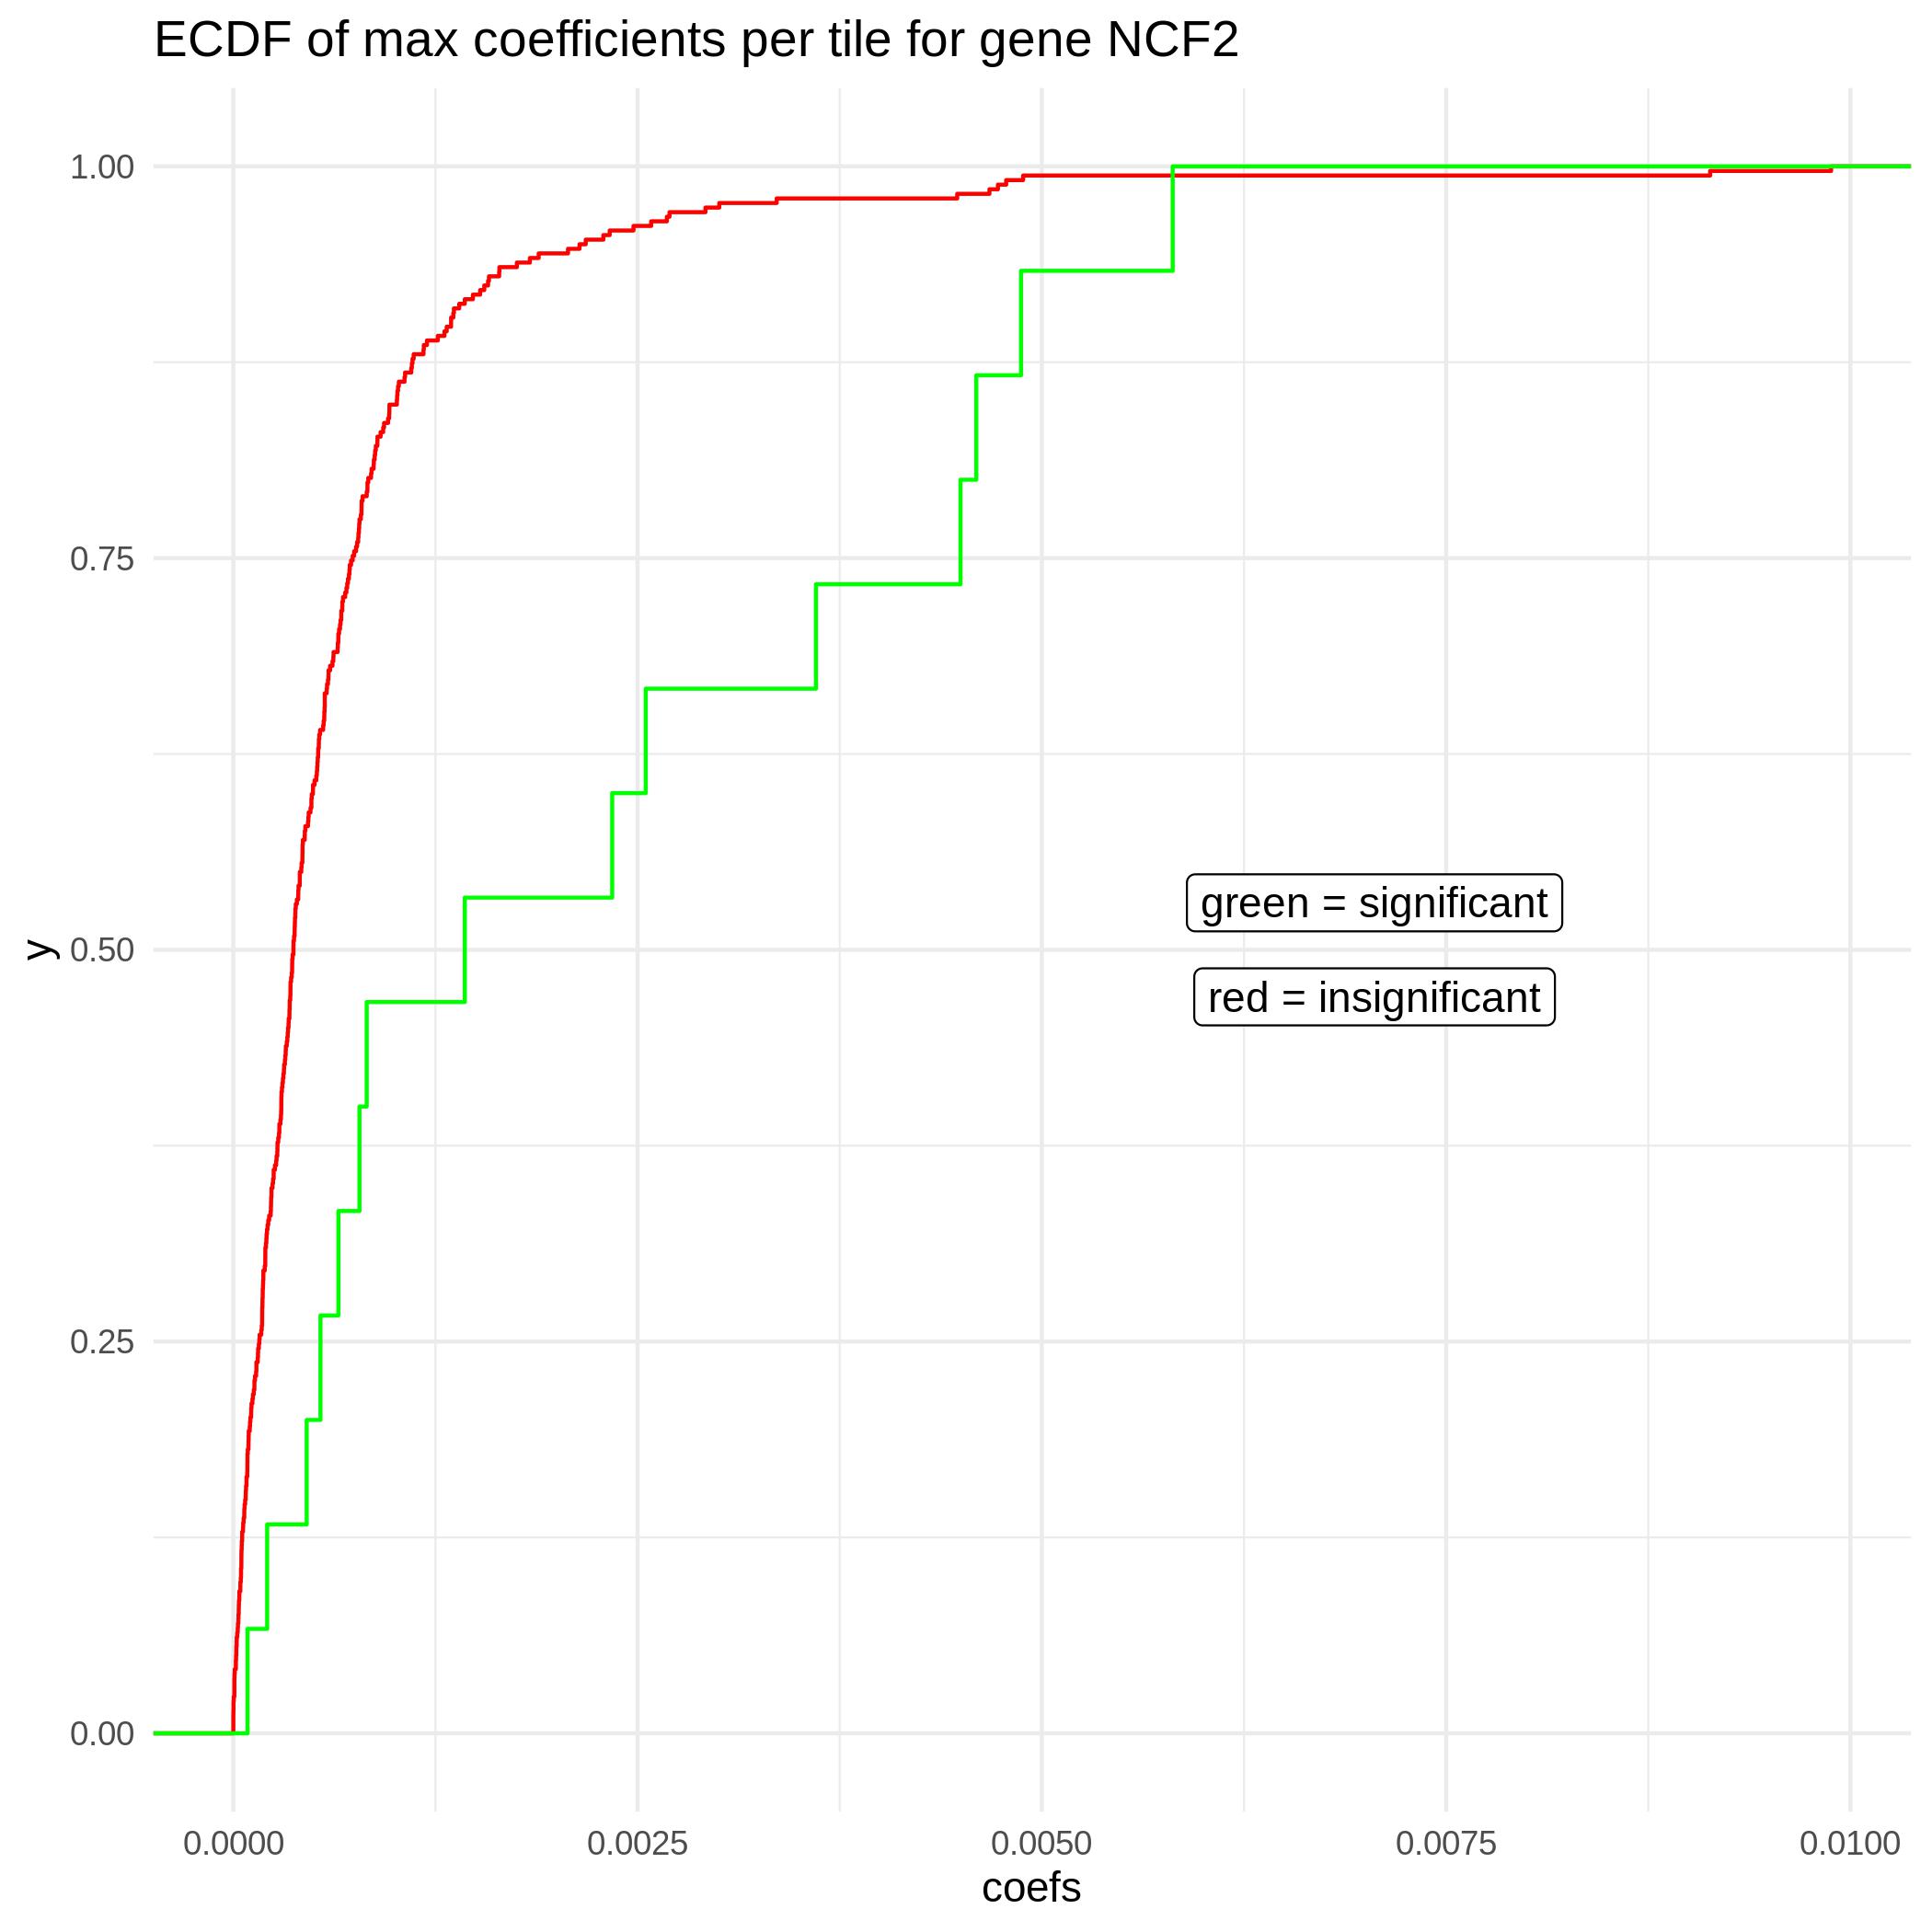 ECDF of max coefficients per tile for gene NCF2
1.00
0.75
0.50
0.25
0.00
y
green = significant
red = insignificant
0.0000 0.0025 0.0050 0.0075 0.0100
coefs